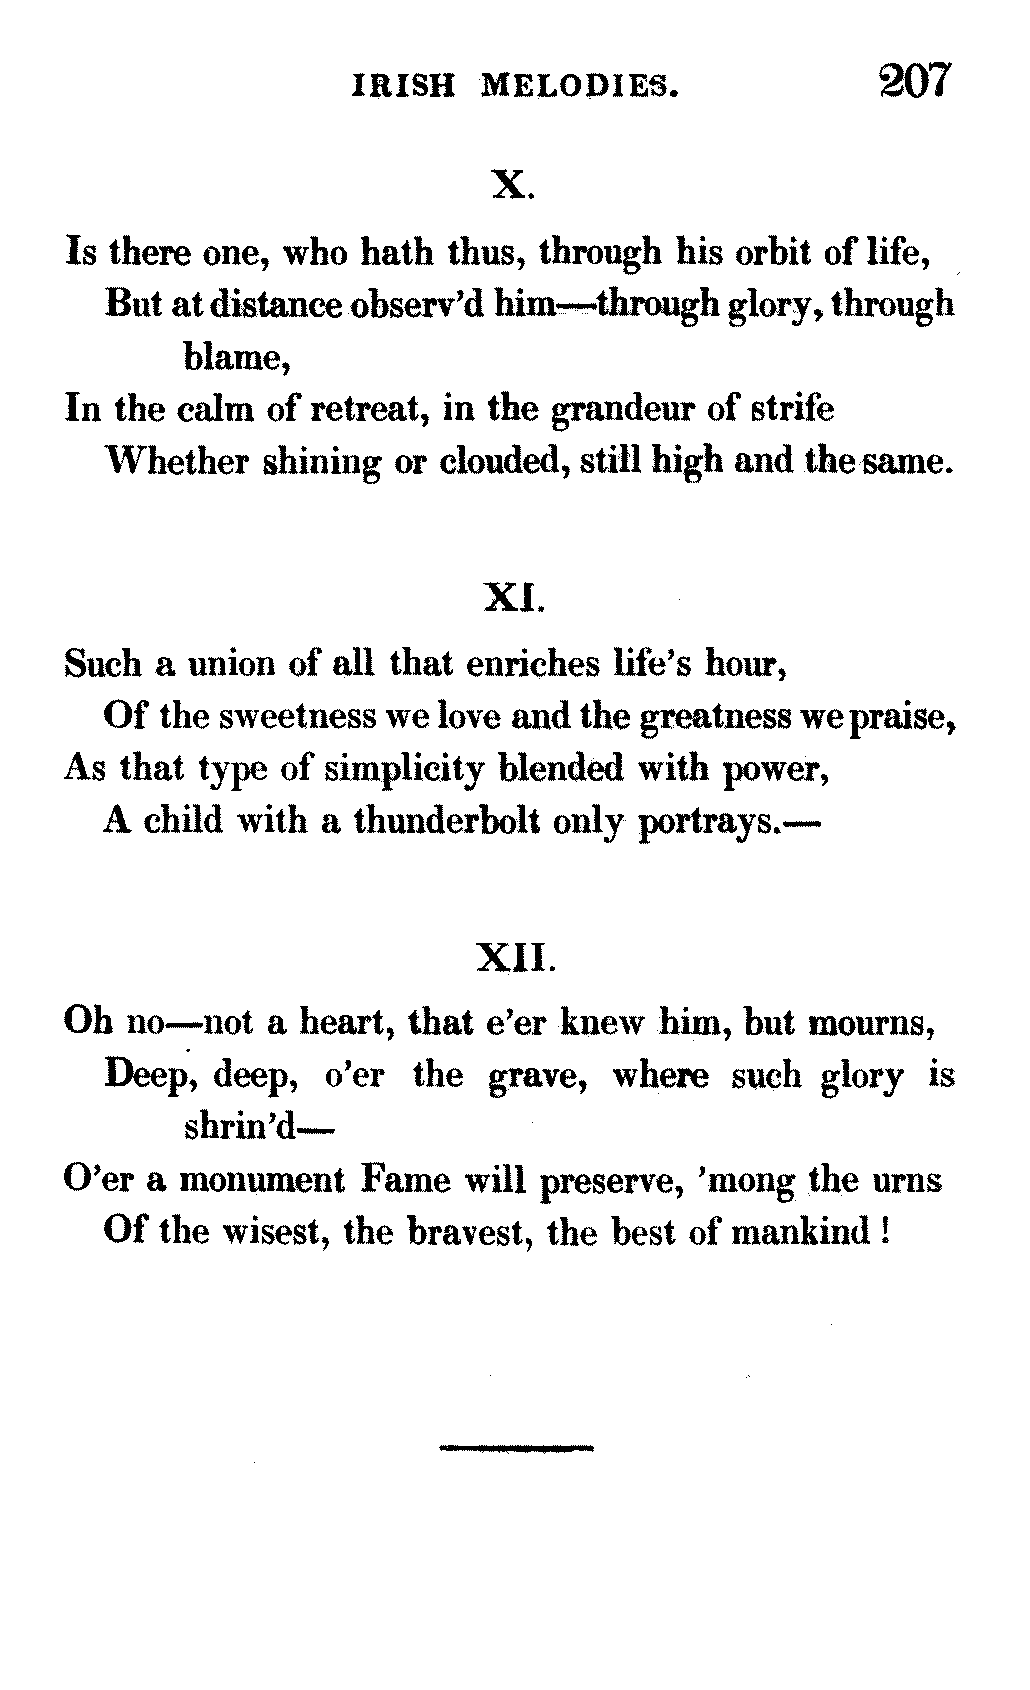 IRISH MELODIES. 207
X.
Is there one, who hath thus, through his orbit of life,
But at distance observ'd him—through glory, through
blame,
In the calm of retreat, in the grandeur of strife
Whether shining or clouded, still high and the same.
XI.
Such a union of all that enriches life's hour,
Of the sweetness we love and the greatness we praise,
As that type of simplicity blended with power,
A child with a thunderbolt only portrays.—
XII.
Oh no—not a heart, that e'er knew him, but mourns,
Deep, deep, o'er the grave, where such glory is
shrin'd—
O'er a monument Fame will preserve, 'mong the urns
Of the wisest, the bravest, the best of mankind !